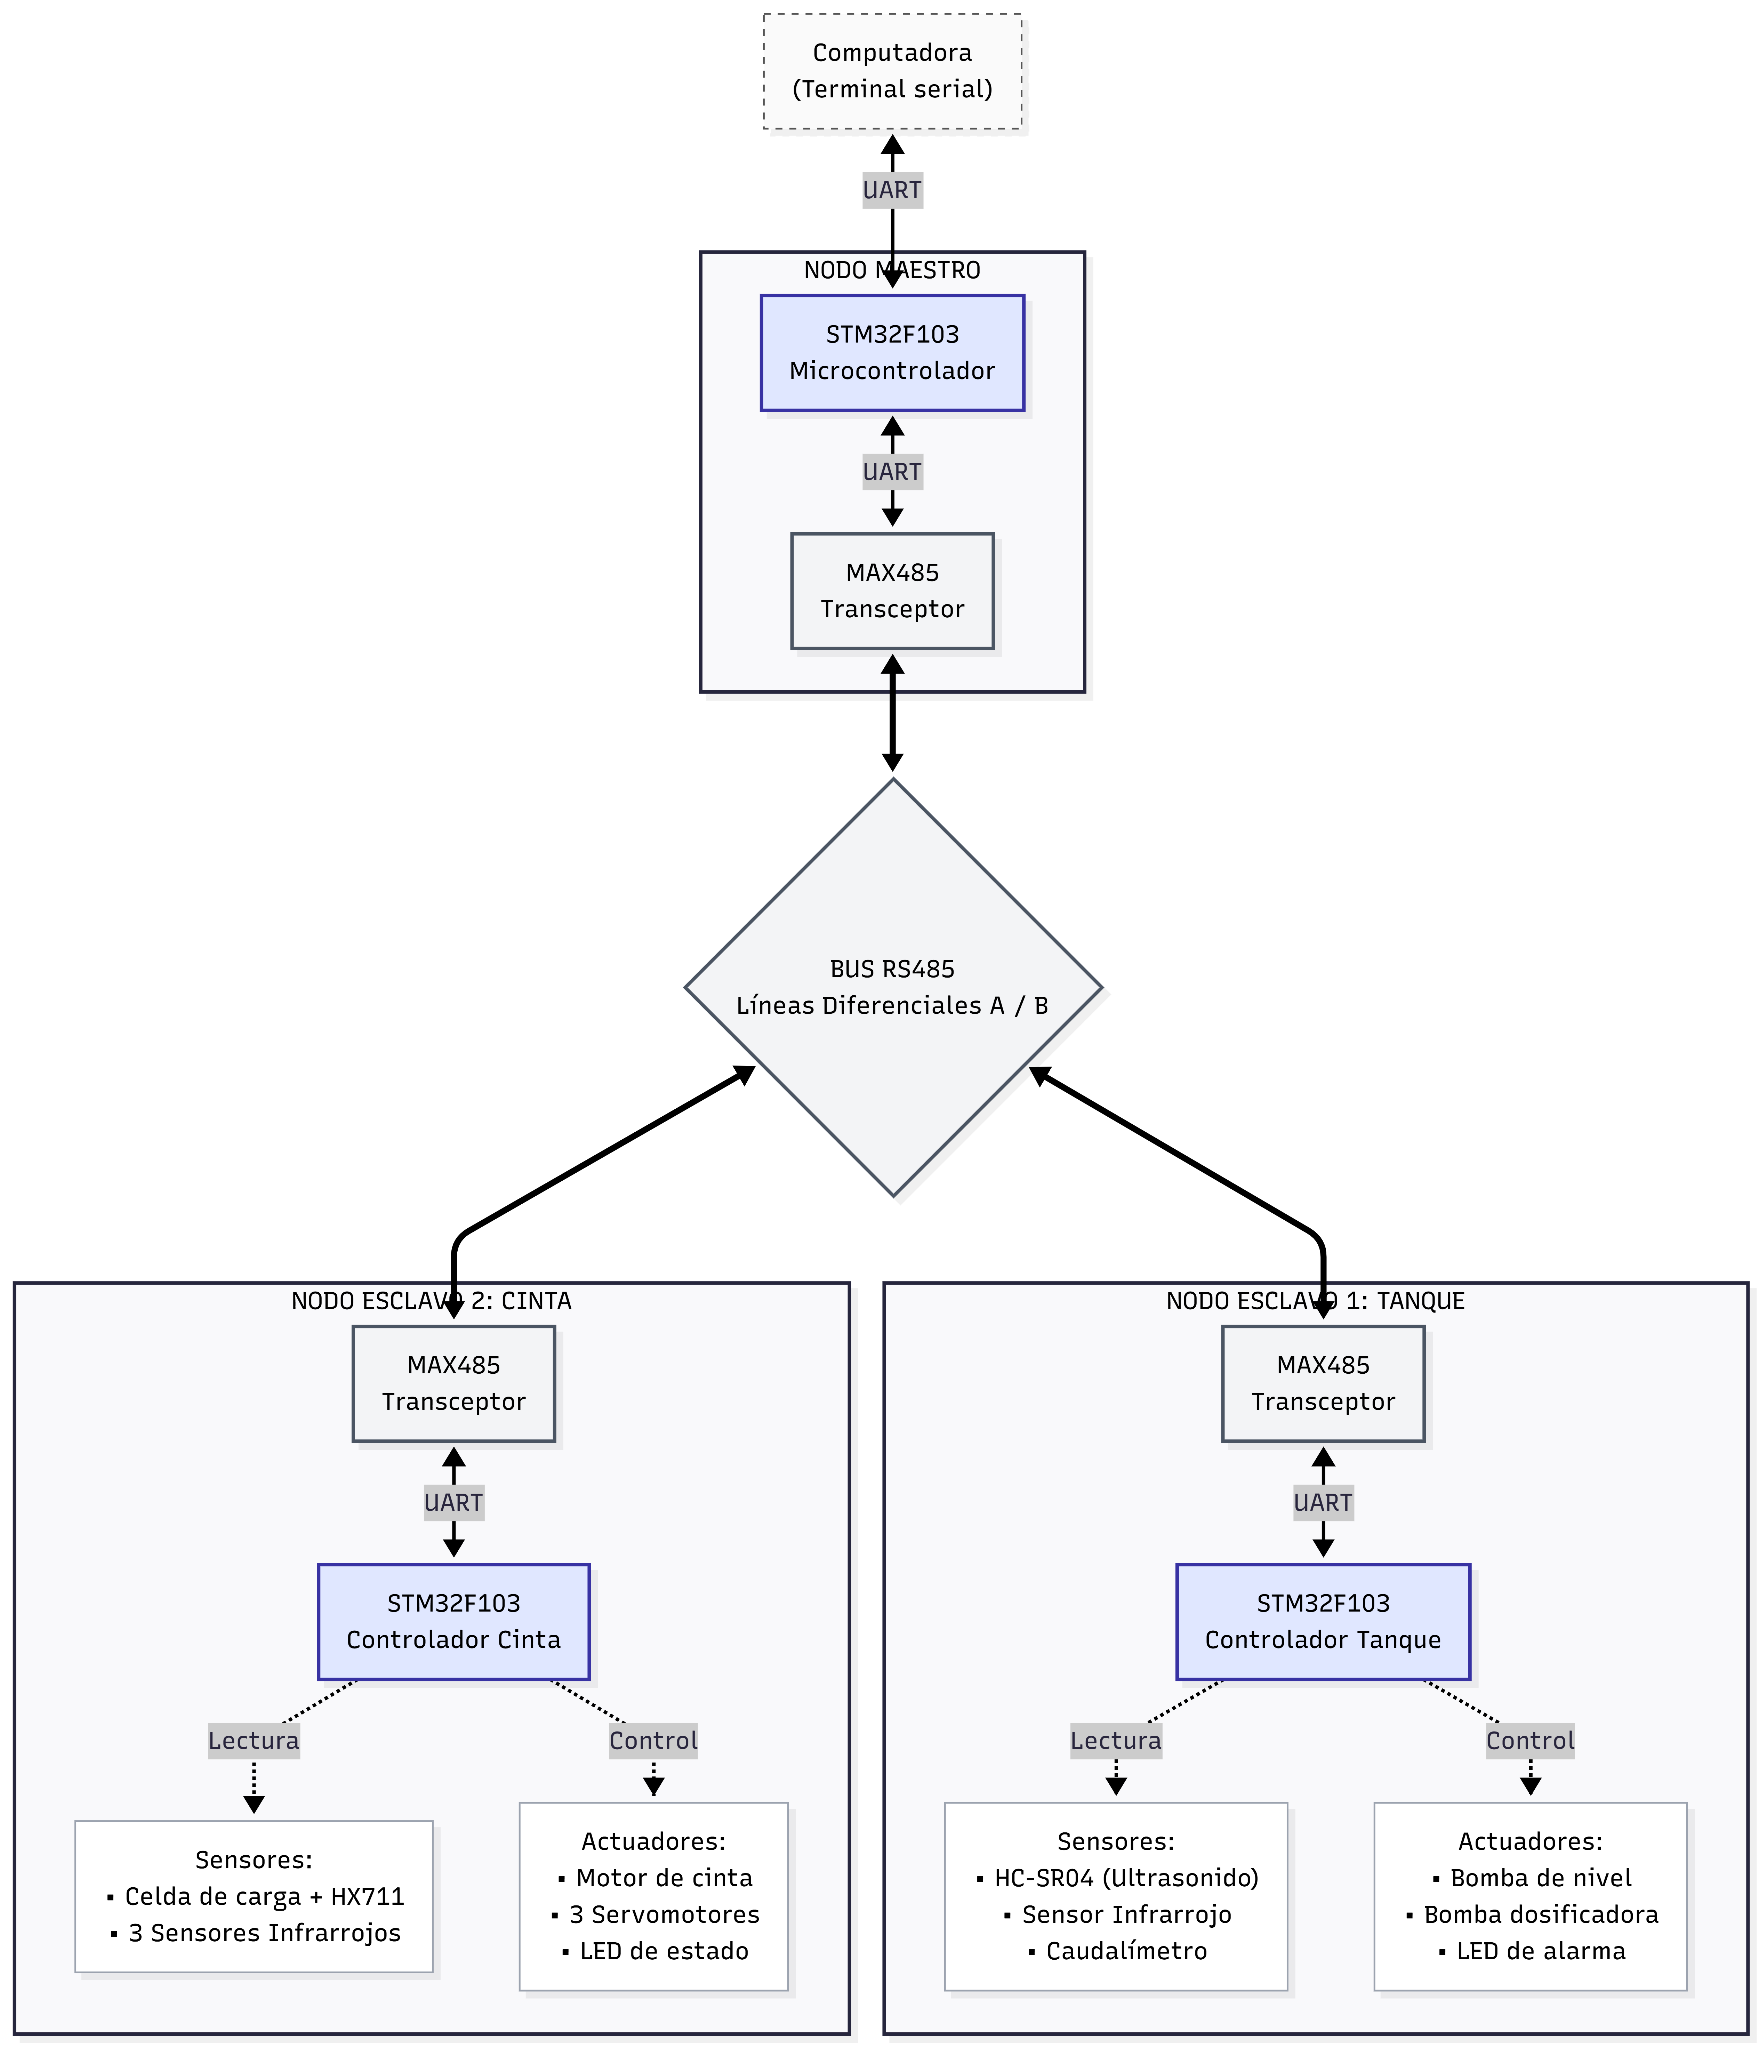 Computadora
(Terminal serial)
UART
NODO MAESTRO
STM32F103
Microcontrolador
UART
MAX485
Transceptor
BUS RS485
Líneas Diferenciales A / B
NODO ESCLAVO 2: CINTA
MAX485
Transceptor
UART
STM32F103
Controlador Cinta
Lectura
Control
Sensores:
▪ Celda de carga + HX711
▪ 3 Sensores Infrarrojos
Actuadores:
▪ Motor de cinta
▪ 3 Servomotores
▪ LED de estado
NODO ESCLAVO 1: TANQUE
MAX485
Transceptor
UART
STM32F103
Controlador Tanque
Lectura
Control
Sensores:
▪ HC-SR04 (Ultrasonido)
▪ Sensor Infrarrojo
▪ Caudalímetro
Actuadores:
▪ Bomba de nivel
▪ Bomba dosificadora
▪ LED de alarma